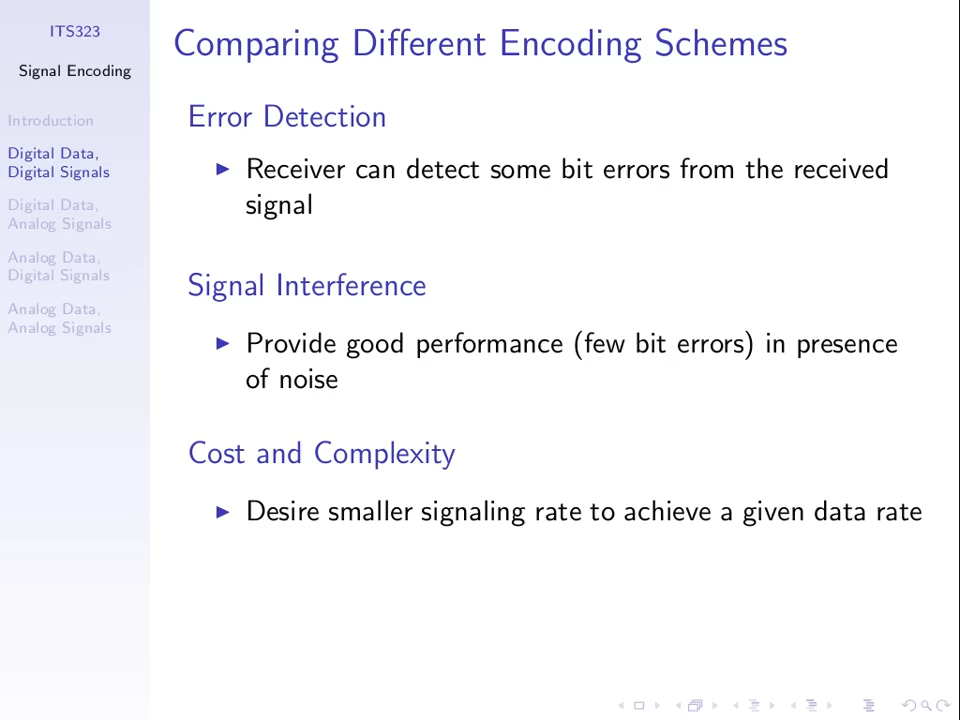 ITS323
Signal Encoding
Introduction
Digital Data,
Digital Signals
Digital Data,
Analog Signals
Analog Data,
Digital Signals
Analog Data,
Analog Signals
Comparing Different Encoding Schemes
Error Detection
Receiver can detect some bit errors from the received
signal
Signal Interference
Provide good performance (few bit errors) in presence
of noise
Cost and Complexity
Desire smaller signaling rate to achieve a given data rate